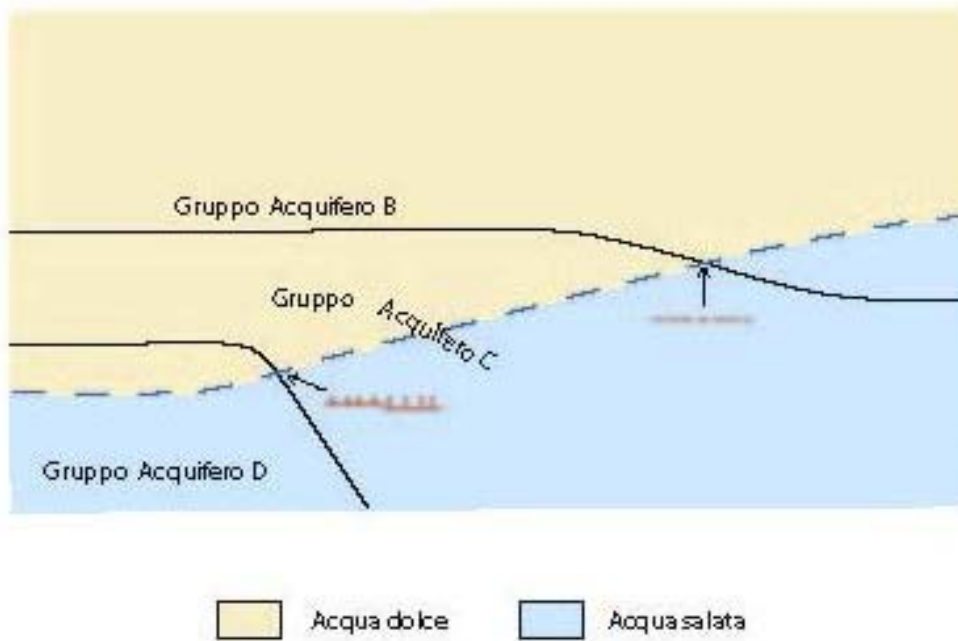 Gruppo Acquifero B
Gruppo Acquifero C
Gruppo Acquifero D
Acqua dolce
Acqua salata